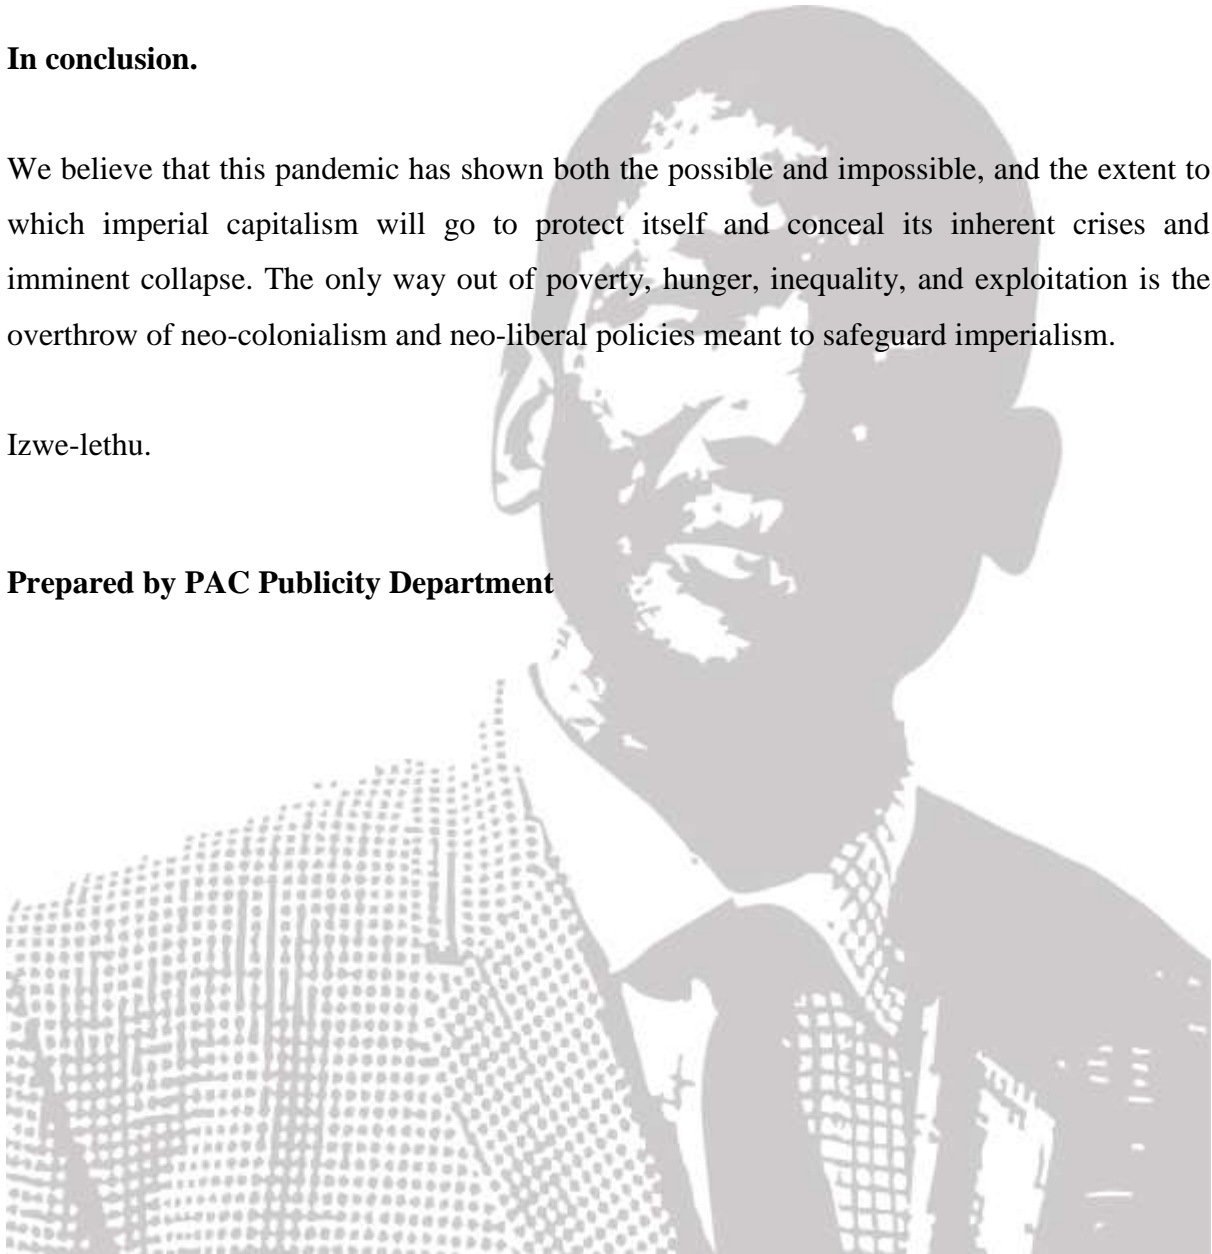 In conclusion.
We believe that this pandemic has shown both the possible and impossible, and the extent to
which imperial capitalism will go to protect itself and conceal its inherent crises and
imminent collapse. The only way out of poverty, hunger, inequality, and exploitation is the
overthrow of neo-colonialism and neo-liberal policies meant to safeguard imperialism.
Izwe-lethu.
Prepared by PAC Publicity Department